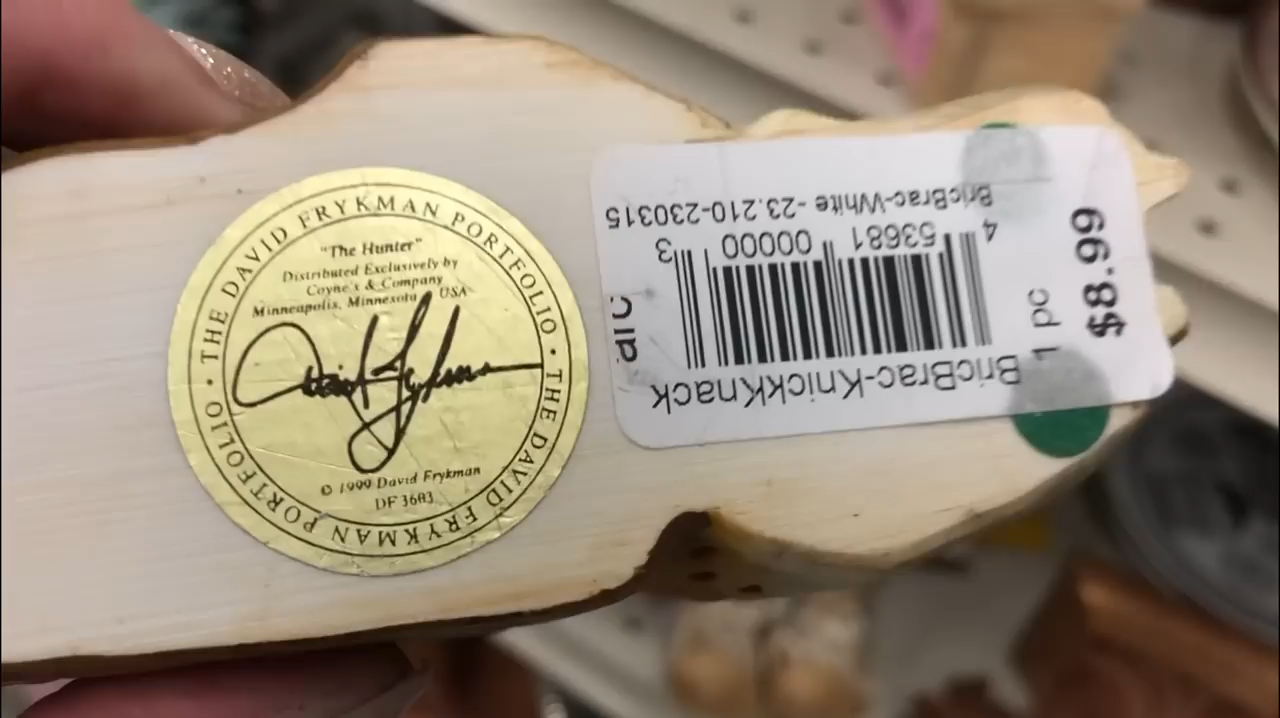 THE DAVID FRYKMAN PORTFOLIO • THE DAVID FRYKMAN PORTFOLIO •
"The Hunter"
Distributed Exclusively by
Coyne's & Company
Minneapolis, Minnesota USA
David Frykman
© 1999 David Frykman
DF 3683
BricBrac-KnickKnack
1 pc
$8.99
4 53681 00000 3
BricBrac-White - 23.210-230315